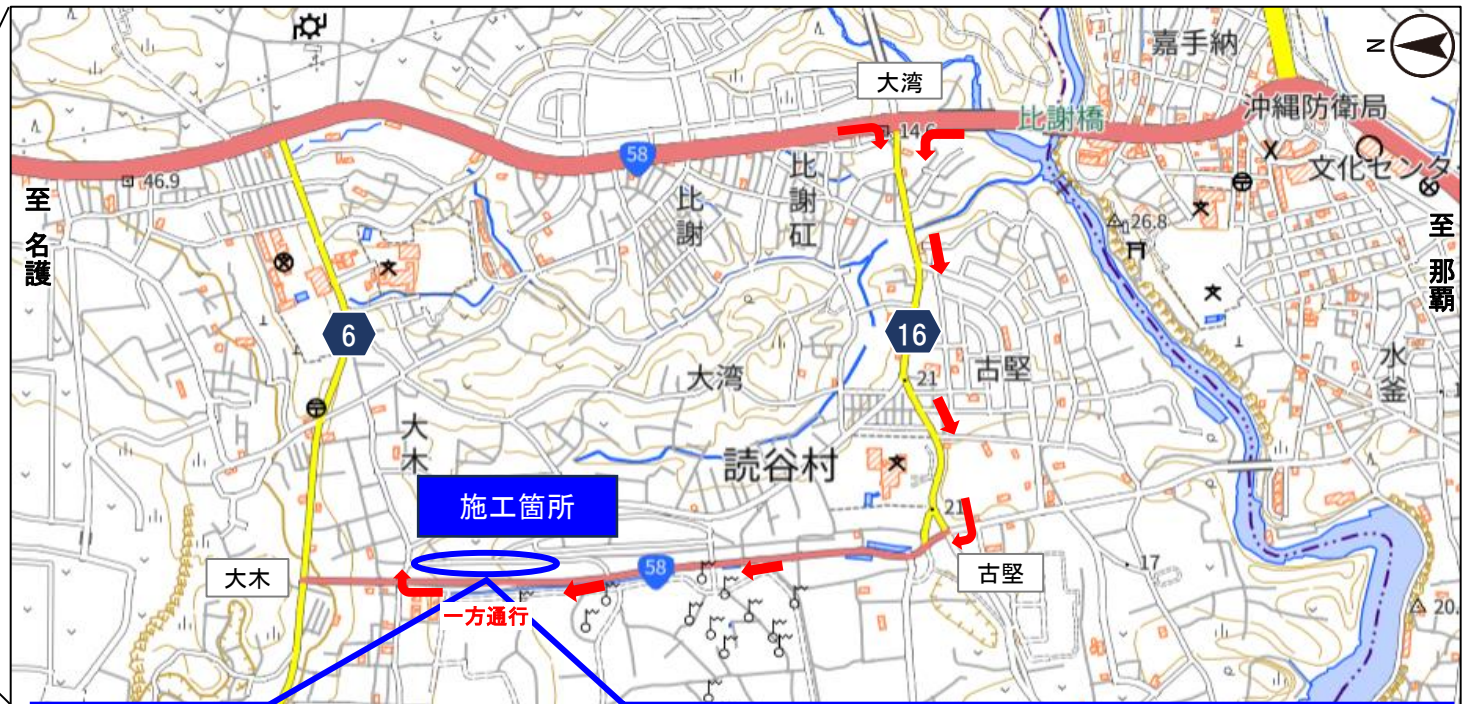 嘉手納
N
大湾
沖縄防衛局
比謝橋
14.6
58
文化センタ
46.9
比謝
比謝矼
至 名護
26.8
至 那覇
6
16
水釜
大湾
21
古堅
大木
読谷村
施工箇所
21
58
17
大木
古堅
20.
一方通行